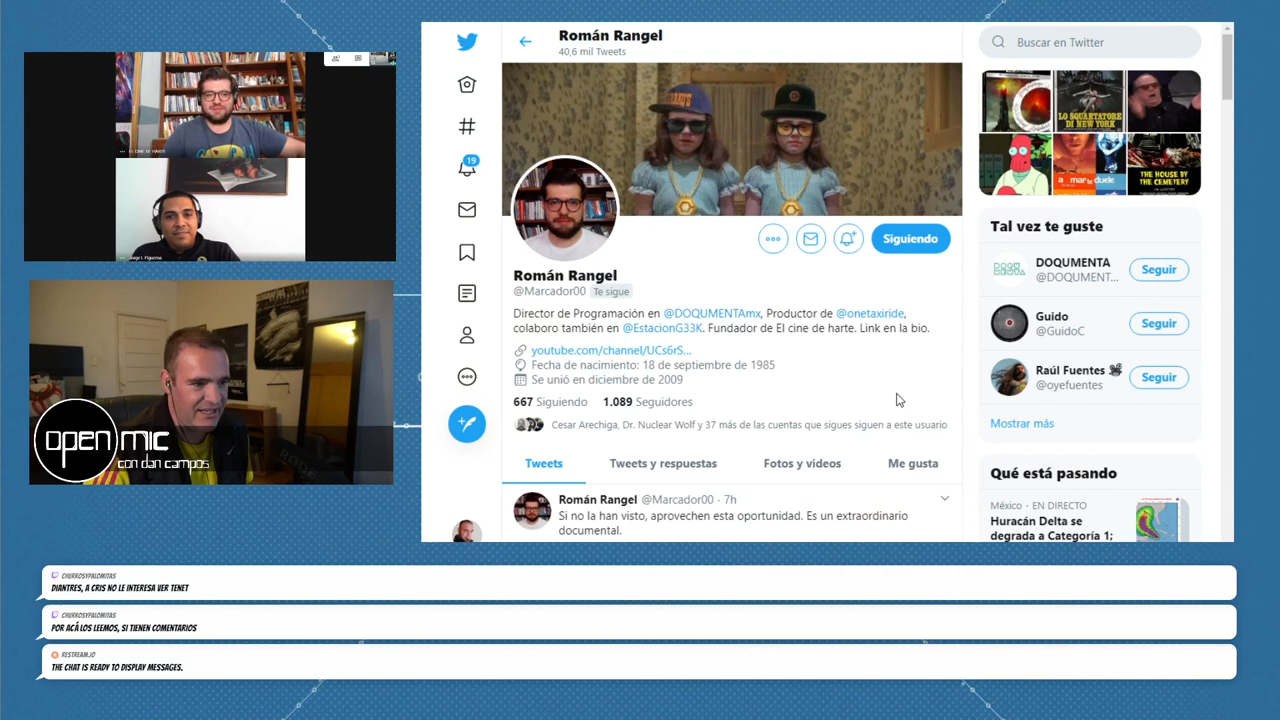 EL CINE DE HARTE
Jorge I. Figueroa
open mic
con dan campos
Román Rangel
40,6 mil Tweets
19
Siguiendo
Román Rangel
@Marcador00 Te sigue
Director de Programación en @DOQUMENTAmx, Productor de @onetaxiride,
colaboro también en @EstacionG33K. Fundador de El cine de harte. Link en la bio.
youtube.com/channel/UCs6rS...
Fecha de nacimiento: 18 de septiembre de 1985
Se unió en diciembre de 2009
667 Siguiendo 1.089 Seguidores
Cesar Arechiga, Dr. Nuclear Wolf y 37 más de las cuentas que sigues siguen a este usuario
Tweets Tweets y respuestas Fotos y videos Me gusta
Román Rangel @Marcador00 · 7h
Si no la han visto, aprovechen esta oportunidad. Es un extraordinario
documental.
Buscar en Twitter
LO SQUARTATORE
DI NEW YORK
a marte duele
THE HOUSE BY
THE CEMETERY
Tal vez te guste
DOQUMENTA
@DOQUMENT...
Seguir
Guido
@GuidoC
Seguir
Raúl Fuentes
@oyefuentes
Seguir
Mostrar más
Qué está pasando
México · EN DIRECTO
Huracán Delta se
degrada a Categoría 1;
CHURROSYPALOMITAS
DIANTRES, A CRIS NO LE INTERESA VER TENET
CHURROSYPALOMITAS
POR ACÁ LOS LEEMOS, SI TIENEN COMENTARIOS
RESTREAM.IO
THE CHAT IS READY TO DISPLAY MESSAGES.